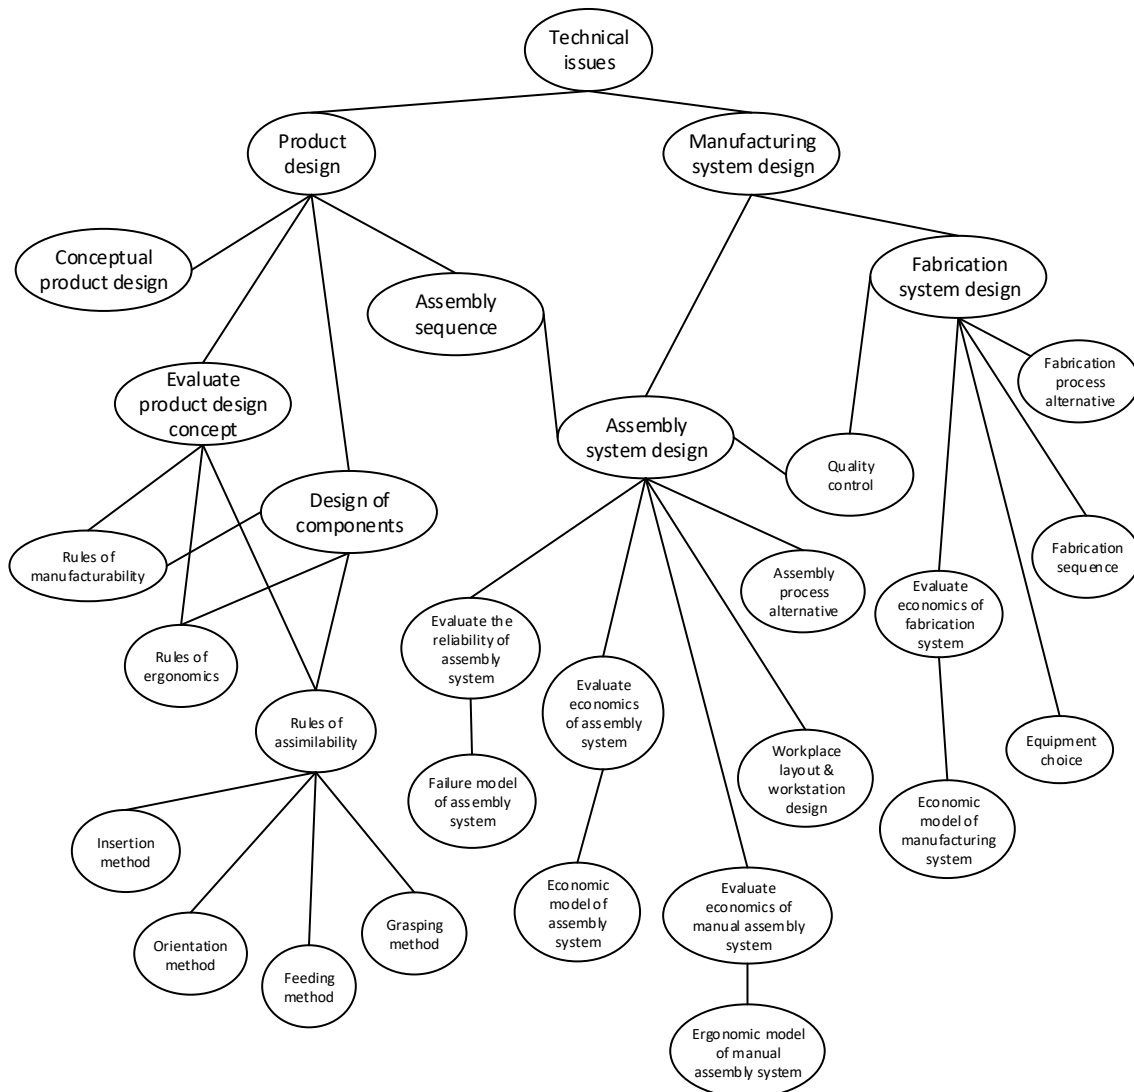 Technical
issues
Product
design
Manufacturing
system design
Conceptual
product design
Assembly
sequence
Fabrication
system design
Fabrication
process
alternative
Evaluate
product design
concept
Assembly
system design
Quality
control
Design of
components
Rules of
manufacturability
Fabrication
sequence
Assembly
process
alternative
Evaluate
economics of
fabrication
system
Evaluate the
reliability of
assembly
system
Rules of
ergonomics
Evaluate
economics
of assembly
system
Rules of
assimilability
Equipment
choice
Workplace
layout &
workstation
design
Failure model
of assembly
system
Economic
model of
manufacturing
system
Insertion
method
Economic
model of
assembly
system
Evaluate
economics of
manual assembly
system
Grasping
method
Orientation
method
Feeding
method
Ergonomic model
of manual
assembly system